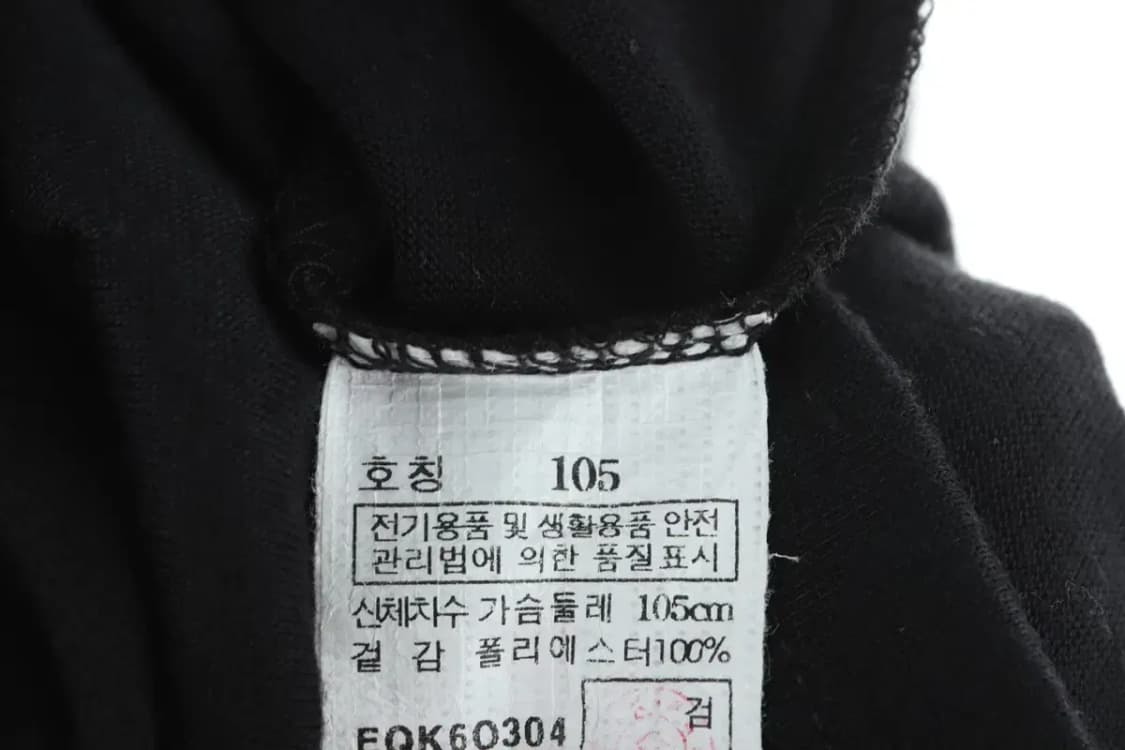 호칭 105
전기용품 및 생활용품 안전
관리법에 의한 품질표시
신체치수 가슴둘레 105cm
겉감 폴리에스터100%
EQK6O304
검